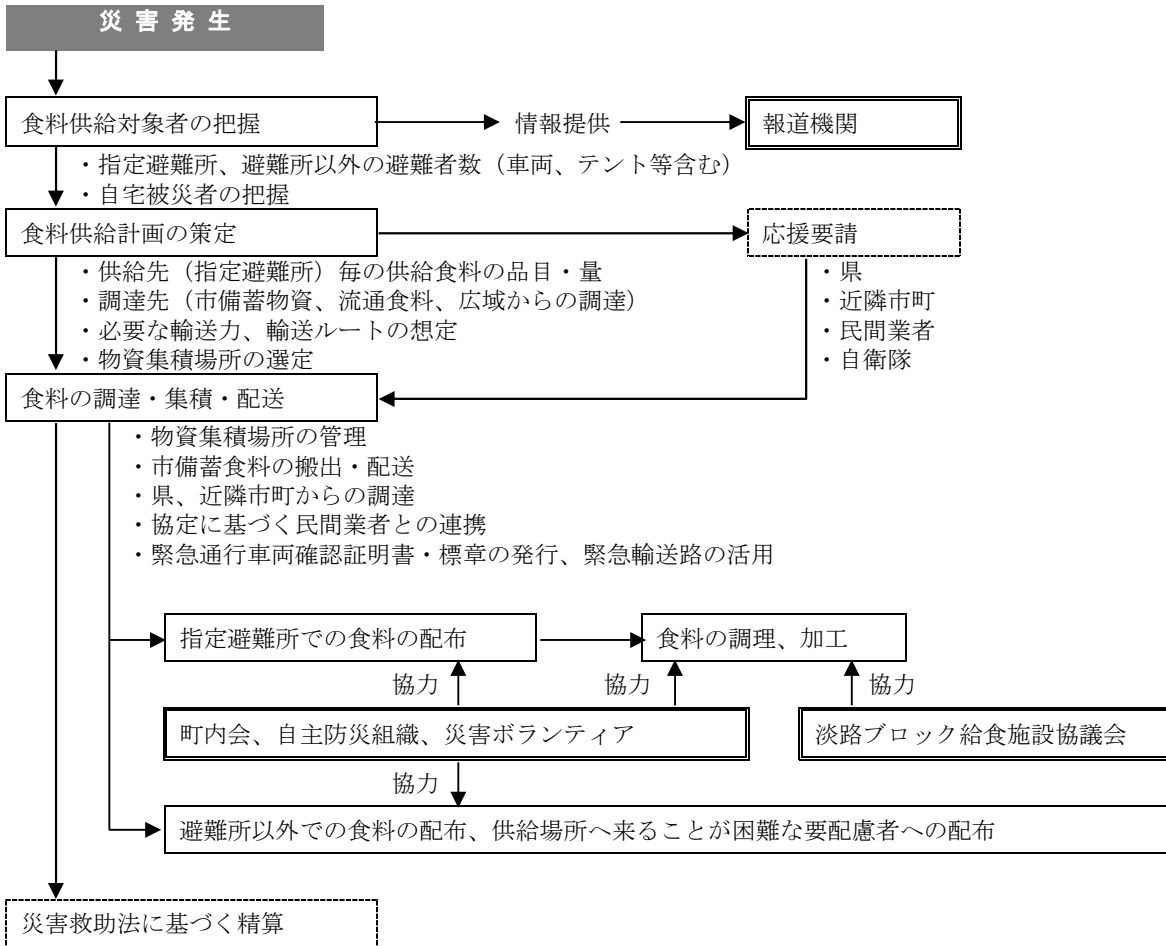 災 害 発 生
食料供給対象者の把握
情報提供
報道機関
・指定避難所、避難所以外の避難者数（車両、テント等含む）
・自宅被災者の把握
食料供給計画の策定
応援要請
・供給先（指定避難所）毎の供給食料の品目・量
・調達先（市備蓄物資、流通食料、広域からの調達）
・必要な輸送力、輸送ルートの想定
・物資集積場所の選定
・県
・近隣市町
・民間業者
・自衛隊
食料の調達・集積・配送
・物資集積場所の管理
・市備蓄食料の搬出・配送
・県、近隣市町からの調達
・協定に基づく民間業者との連携
・緊急通行車両確認証明書・標章の発行、緊急輸送路の活用
指定避難所での食料の配布
食料の調理、加工
協力
協力
協力
町内会、自主防災組織、災害ボランティア
淡路ブロック給食施設協議会
協力
避難所以外での食料の配布、供給場所へ来ることが困難な要配慮者への配布
災害救助法に基づく精算